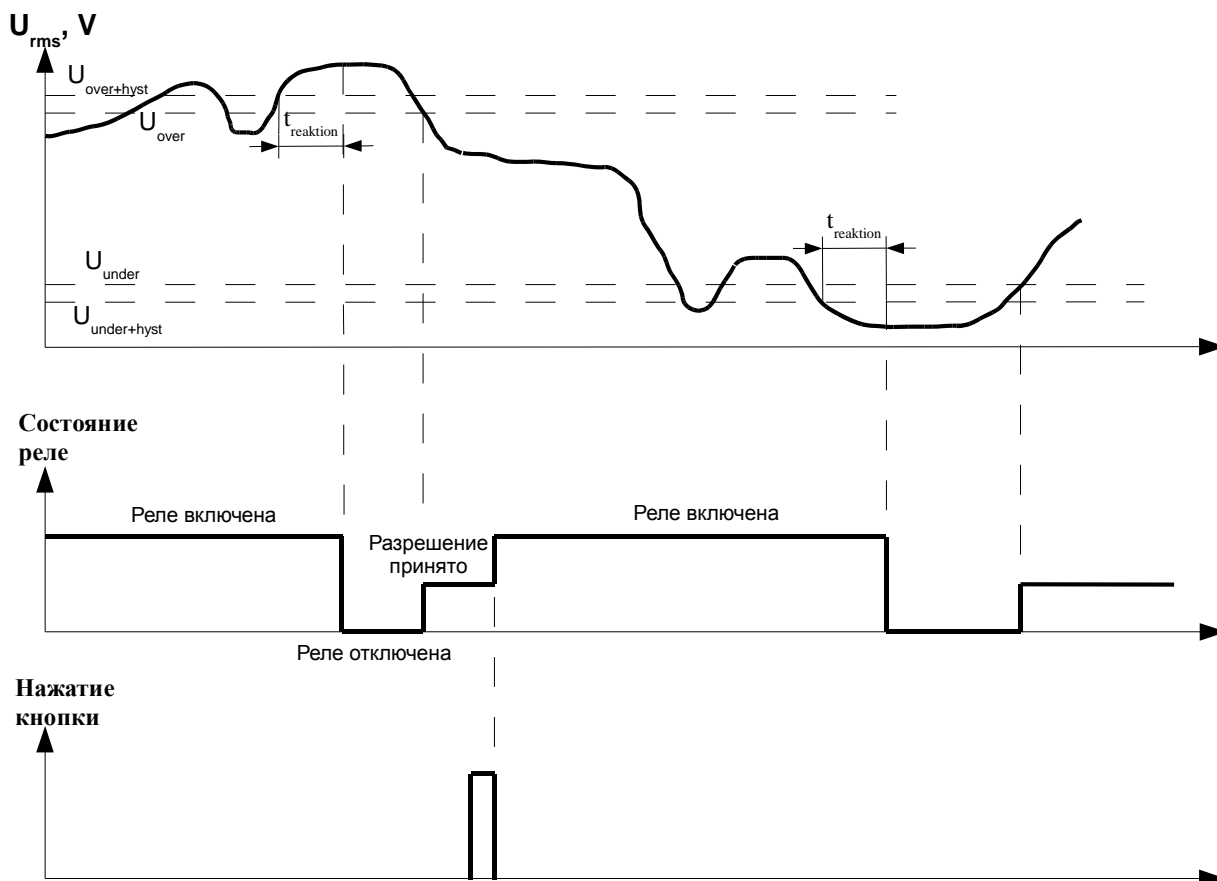 U_rms, V
U_over+hyst
U_over
t_reaktion
t_reaktion
U_under
U_under+hyst
Состояние
реле
Реле включена
Реле включена
Разрешение
принято
Реле отключена
Нажатие
кнопки